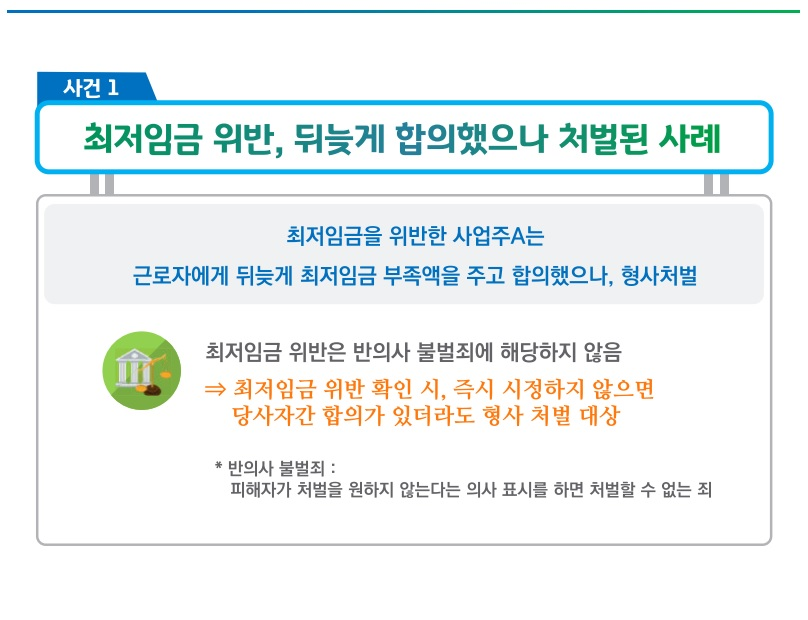 사건 1
최저임금 위반, 뒤늦게 합의했으나 처벌된 사례
최저임금을 위반한 사업주A는
근로자에게 뒤늦게 최저임금 부족액을 주고 합의했으나, 형사처벌
최저임금 위반은 반의사 불벌죄에 해당하지 않음
⇒ 최저임금 위반 확인 시, 즉시 시정하지 않으면
당사자간 합의가 있더라도 형사 처벌 대상
* 반의사 불벌죄 :
피해자가 처벌을 원하지 않는다는 의사 표시를 하면 처벌할 수 없는 죄